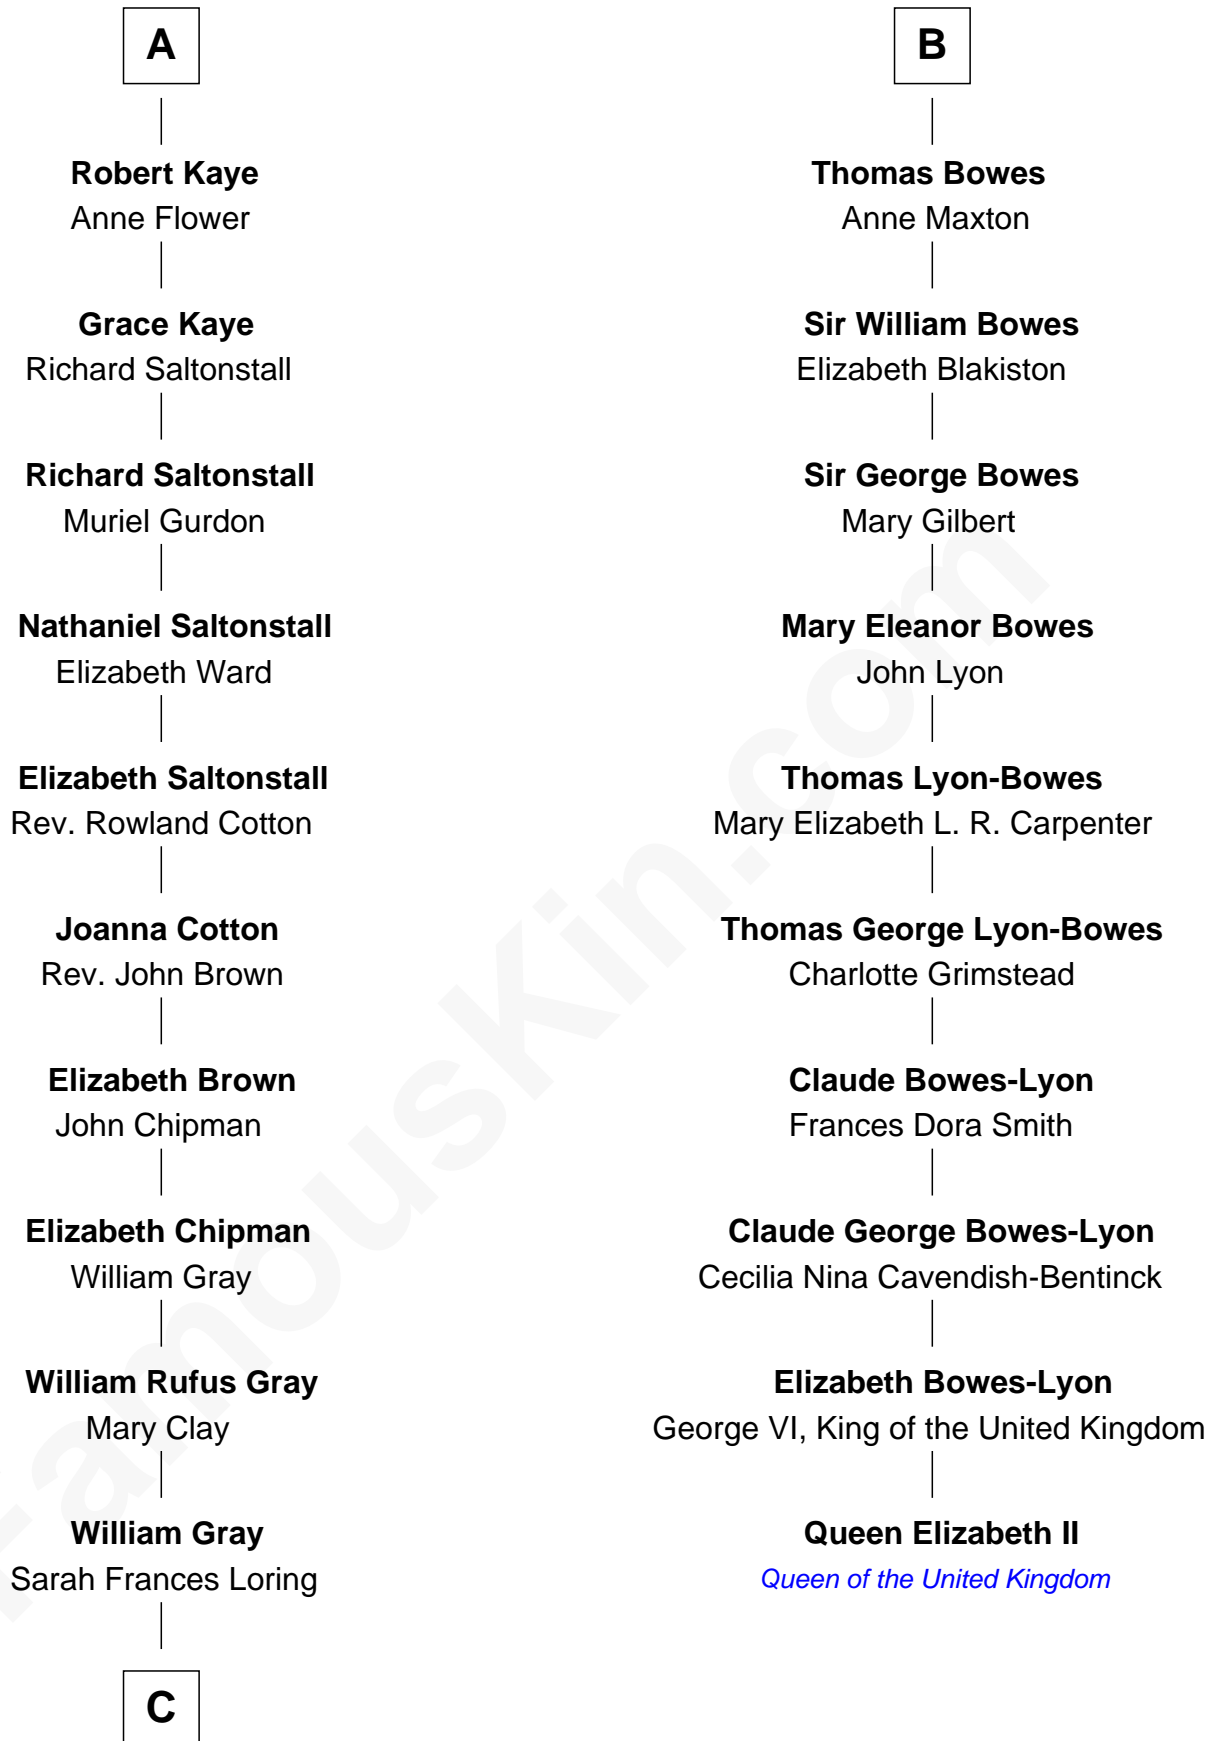 A
Robert Kaye
Anne Flower
Grace Kaye
Richard Saltonstall
Richard Saltonstall
Muriel Gurdon
Nathaniel Saltonstall
Elizabeth Ward
Elizabeth Saltonstall
Rev. Rowland Cotton
Joanna Cotton
Rev. John Brown
Elizabeth Brown
John Chipman
Elizabeth Chipman
William Gray
William Rufus Gray
Mary Clay
William Gray
Sarah Frances Loring
C
B
Thomas Bowes
Anne Maxton
Sir William Bowes
Elizabeth Blakiston
Sir George Bowes
Mary Gilbert
Mary Eleanor Bowes
John Lyon
Thomas Lyon-Bowes
Mary Elizabeth L. R. Carpenter
Thomas George Lyon-Bowes
Charlotte Grimstead
Claude Bowes-Lyon
Frances Dora Smith
Claude George Bowes-Lyon
Cecilia Nina Cavendish-Bentinck
Elizabeth Bowes-Lyon
George VI, King of the United Kingdom
Queen Elizabeth II
Queen of the United Kingdom
FamousKin.com